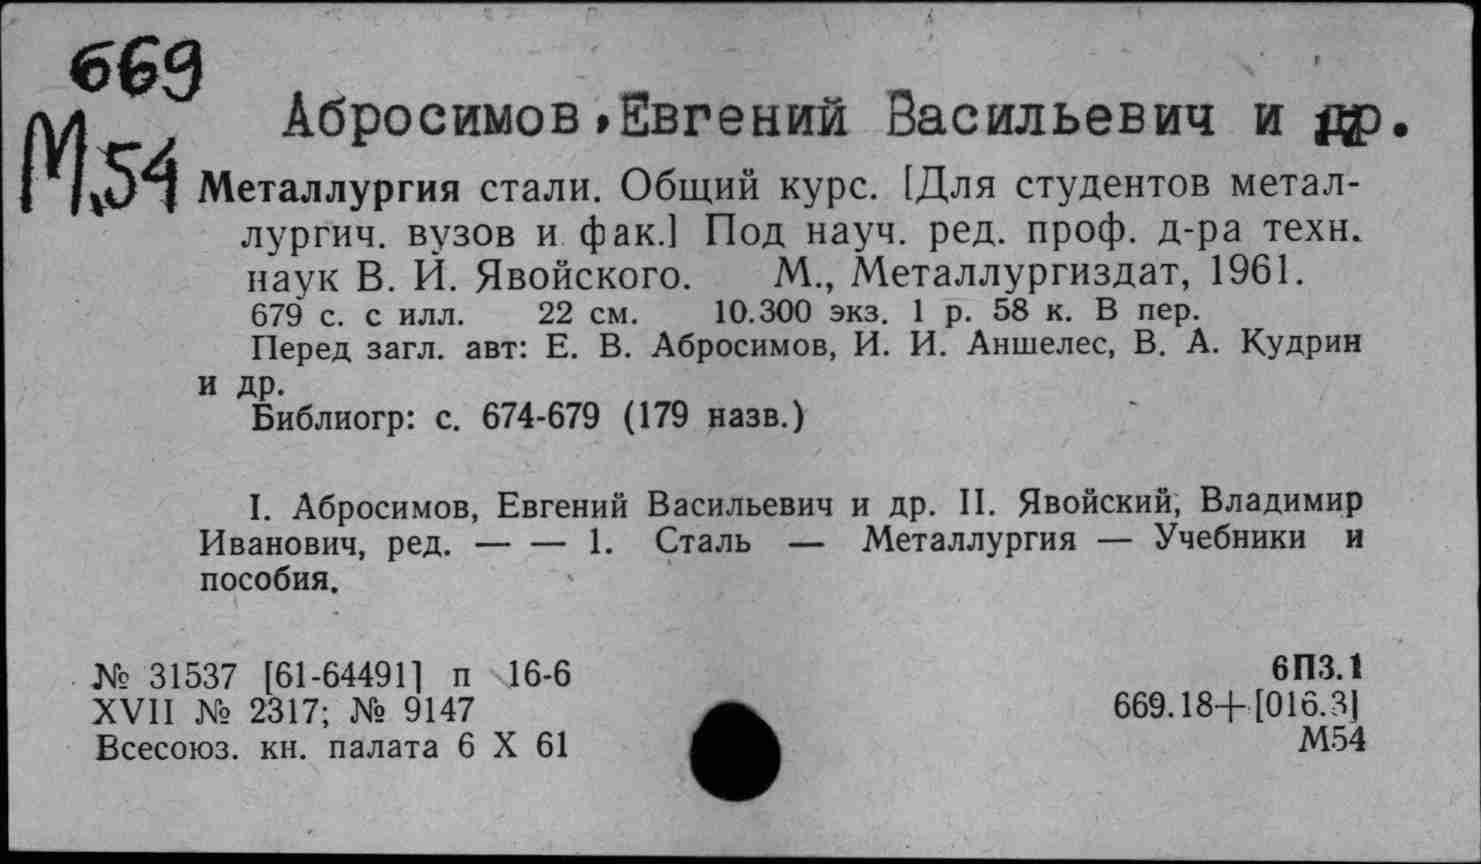 669
М54
Абросимов, Евгений Васильевич и др.
Металлургия стали. Общий курс. [Для студентов метал-
лургич. вузов и фак.] Под науч. ред. проф. д-ра техн.
наук В. И. Явойского. М., Металлургиздат, 1961.
679 с. с илл. 22 см. 10.300 экз. 1 р. 58 к. В пер.
Перед загл. авт: Е. В. Абросимов, И. И. Аншелес, В. А. Кудрин
и др.
Библиогр: с. 674-679 (179 назв.)
I. Абросимов, Евгений Васильевич и др. II. Явойский, Владимир
Иванович, ред. — — 1. Сталь — Металлургия — Учебники и
пособия.
№ 31537 [61-64491] п 16-6
XVII № 2317; № 9147
Всесоюз. кн. палата 6 X 61
6П3.1
669.18+[016.3]
М54